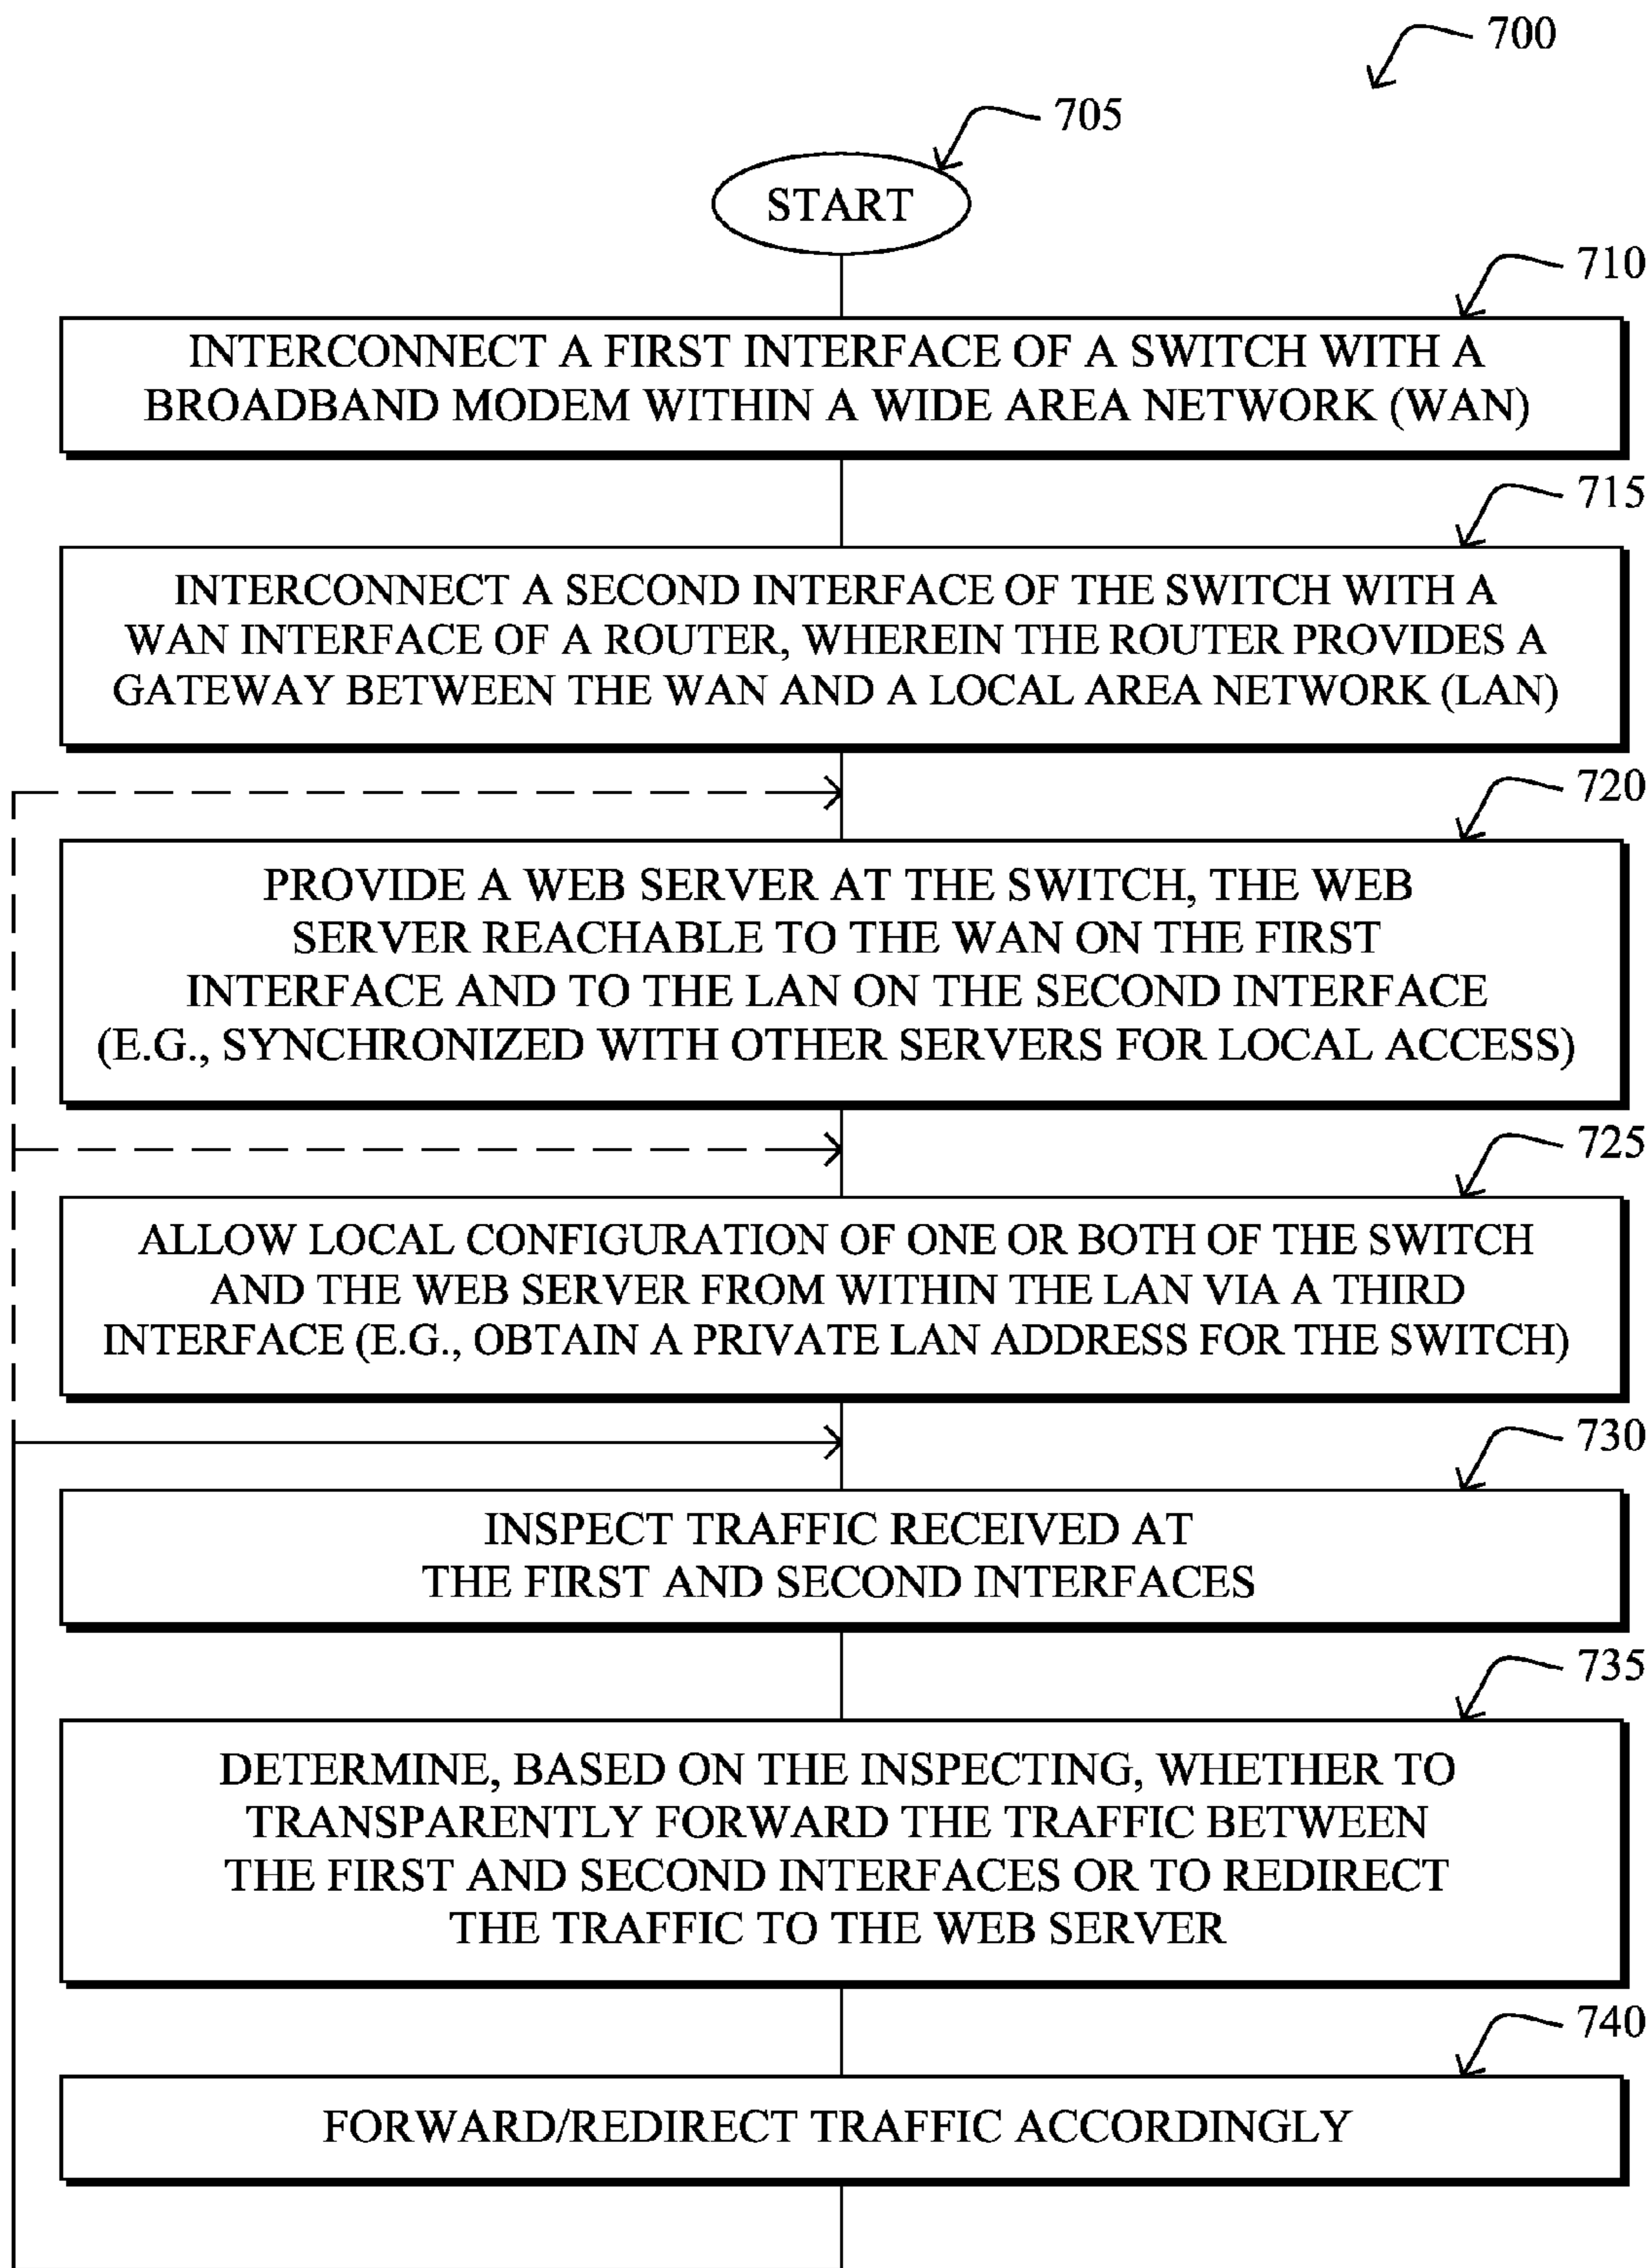 700
705
START
710
INTERCONNECT A FIRST INTERFACE OF A SWITCH WITH A
BROADBAND MODEM WITHIN A WIDE AREA NETWORK (WAN)
715
INTERCONNECT A SECOND INTERFACE OF THE SWITCH WITH A
WAN INTERFACE OF A ROUTER, WHEREIN THE ROUTER PROVIDES A
GATEWAY BETWEEN THE WAN AND A LOCAL AREA NETWORK (LAN)
720
PROVIDE A WEB SERVER AT THE SWITCH, THE WEB
SERVER REACHABLE TO THE WAN ON THE FIRST
INTERFACE AND TO THE LAN ON THE SECOND INTERFACE
(E.G., SYNCHRONIZED WITH OTHER SERVERS FOR LOCAL ACCESS)
725
ALLOW LOCAL CONFIGURATION OF ONE OR BOTH OF THE SWITCH
AND THE WEB SERVER FROM WITHIN THE LAN VIA A THIRD
INTERFACE (E.G., OBTAIN A PRIVATE LAN ADDRESS FOR THE SWITCH)
730
INSPECT TRAFFIC RECEIVED AT
THE FIRST AND SECOND INTERFACES
735
DETERMINE, BASED ON THE INSPECTING, WHETHER TO
TRANSPARENTLY FORWARD THE TRAFFIC BETWEEN
THE FIRST AND SECOND INTERFACES OR TO REDIRECT
THE TRAFFIC TO THE WEB SERVER
740
FORWARD/REDIRECT TRAFFIC ACCORDINGLY